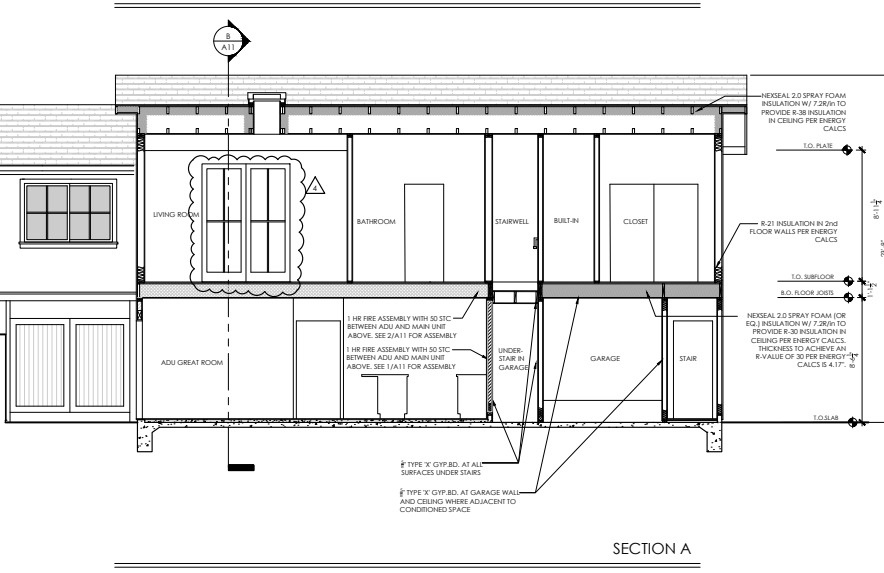 B
A11
NEXSEAL 2.0 SPRAY FOAM
INSULATION W/ 7.2R/in TO
PROVIDE R-38 INSULATION
IN CEILING PER ENERGY
CALCS
T.O. PLATE
4
LIVING ROOM
BATHROOM
STAIRWELL
BUILT-IN
CLOSET
8'-11
R-21 INSULATION IN 2nd
FLOOR WALLS PER ENERGY
CALCS
T.O. SUBFLOOR
B.O. FLOOR JOISTS
1 HR FIRE ASSEMBLY WITH 50 STC
BETWEEN ADU AND MAIN UNIT
ABOVE. SEE 2/A11 FOR ASSEMBLY
1 HR FIRE ASSEMBLY WITH 50 STC
BETWEEN ADU AND MAIN UNIT
ABOVE. SEE 1/A11 FOR ASSEMBLY
NEXSEAL 2.0 SPRAY FOAM (OR
EQ.) INSULATION W/ 7.2R/in TO
PROVIDE R-30 INSULATION IN
CEILING PER ENERGY CALCS.
THICKNESS TO ACHIEVE AN
R-VALUE OF 30 PER ENERGY
CALCS IS 4.17".
ADU GREAT ROOM
UNDER-
STAIR IN
GARAGE
GARAGE
STAIR
T.O.SLAB
TYPE 'X' GYP.BD. AT ALL
SURFACES UNDER STAIRS
TYPE 'X' GYP.BD. AT GARAGE WALL
AND CEILING WHERE ADJACENT TO
CONDITIONED SPACE
SECTION A